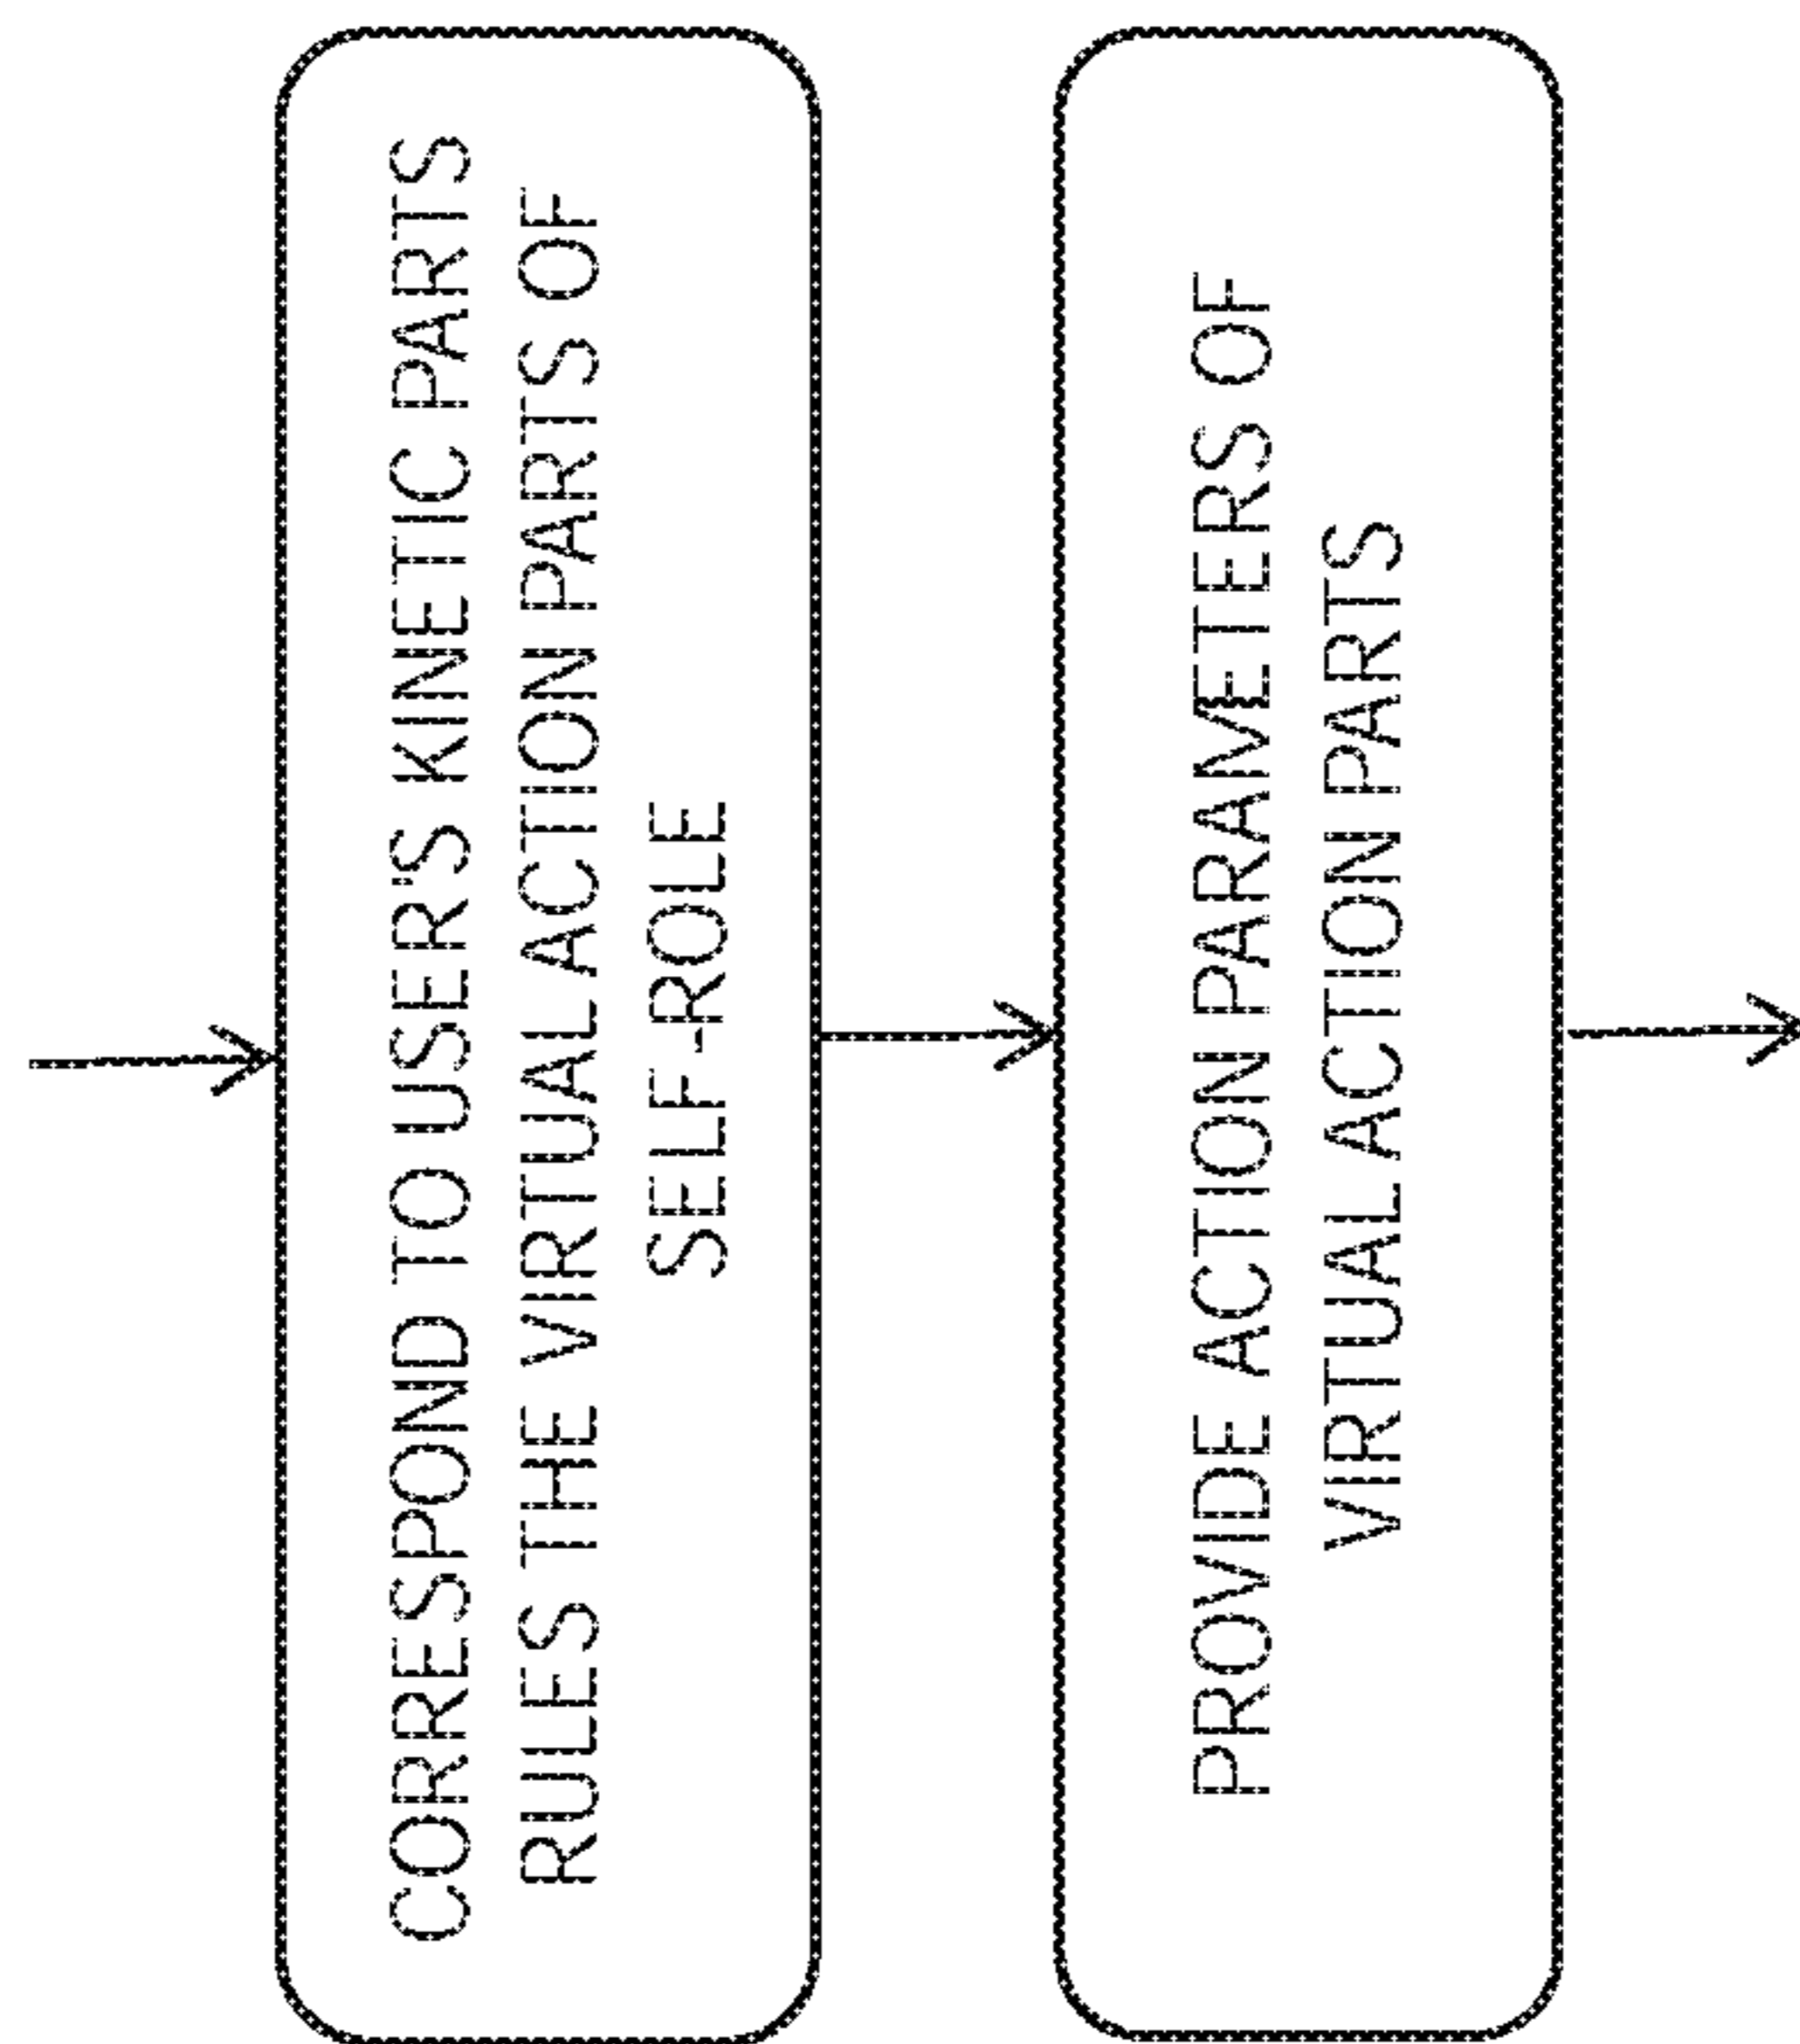 CORRESPOND TO USER'S KINETIC PARTS
RULES THE VIRTUAL ACTION PARTS OF
SELF-ROLE
PROVIDE ACTION PARAMETERS OF
VIRTUAL ACTION PARTS